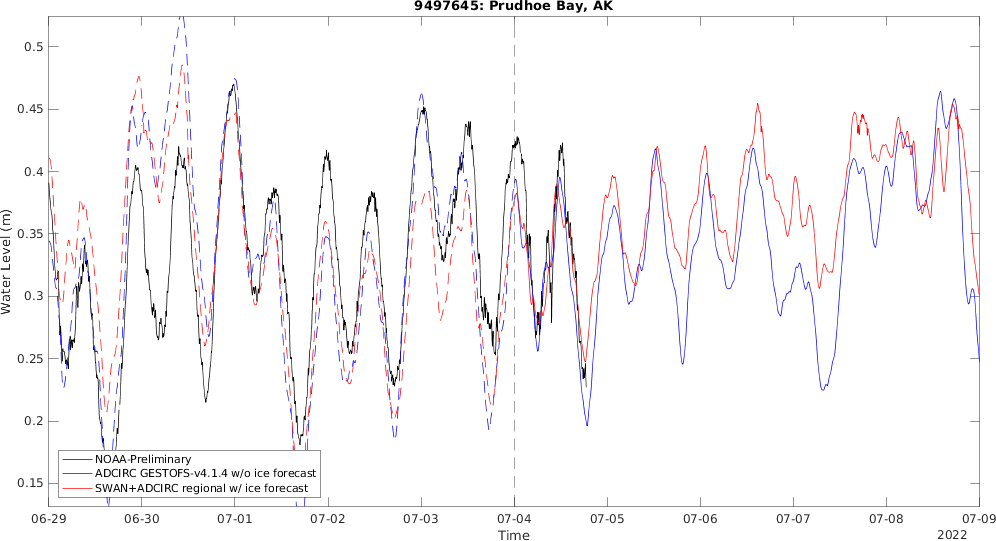 9497645: Prudhoe Bay, AK
Water Level (m)
0.5
0.45
0.4
0.35
0.3
0.25
0.2
0.15
NOAA-Preliminary
ADCIRC GESTOFS-v4.1.4 w/o ice forecast
SWAN+ADCIRC regional w/ ice forecast
06-29 06-30 07-01 07-02 07-03 07-04 07-05 07-06 07-07 07-08 07-09
Time
2022